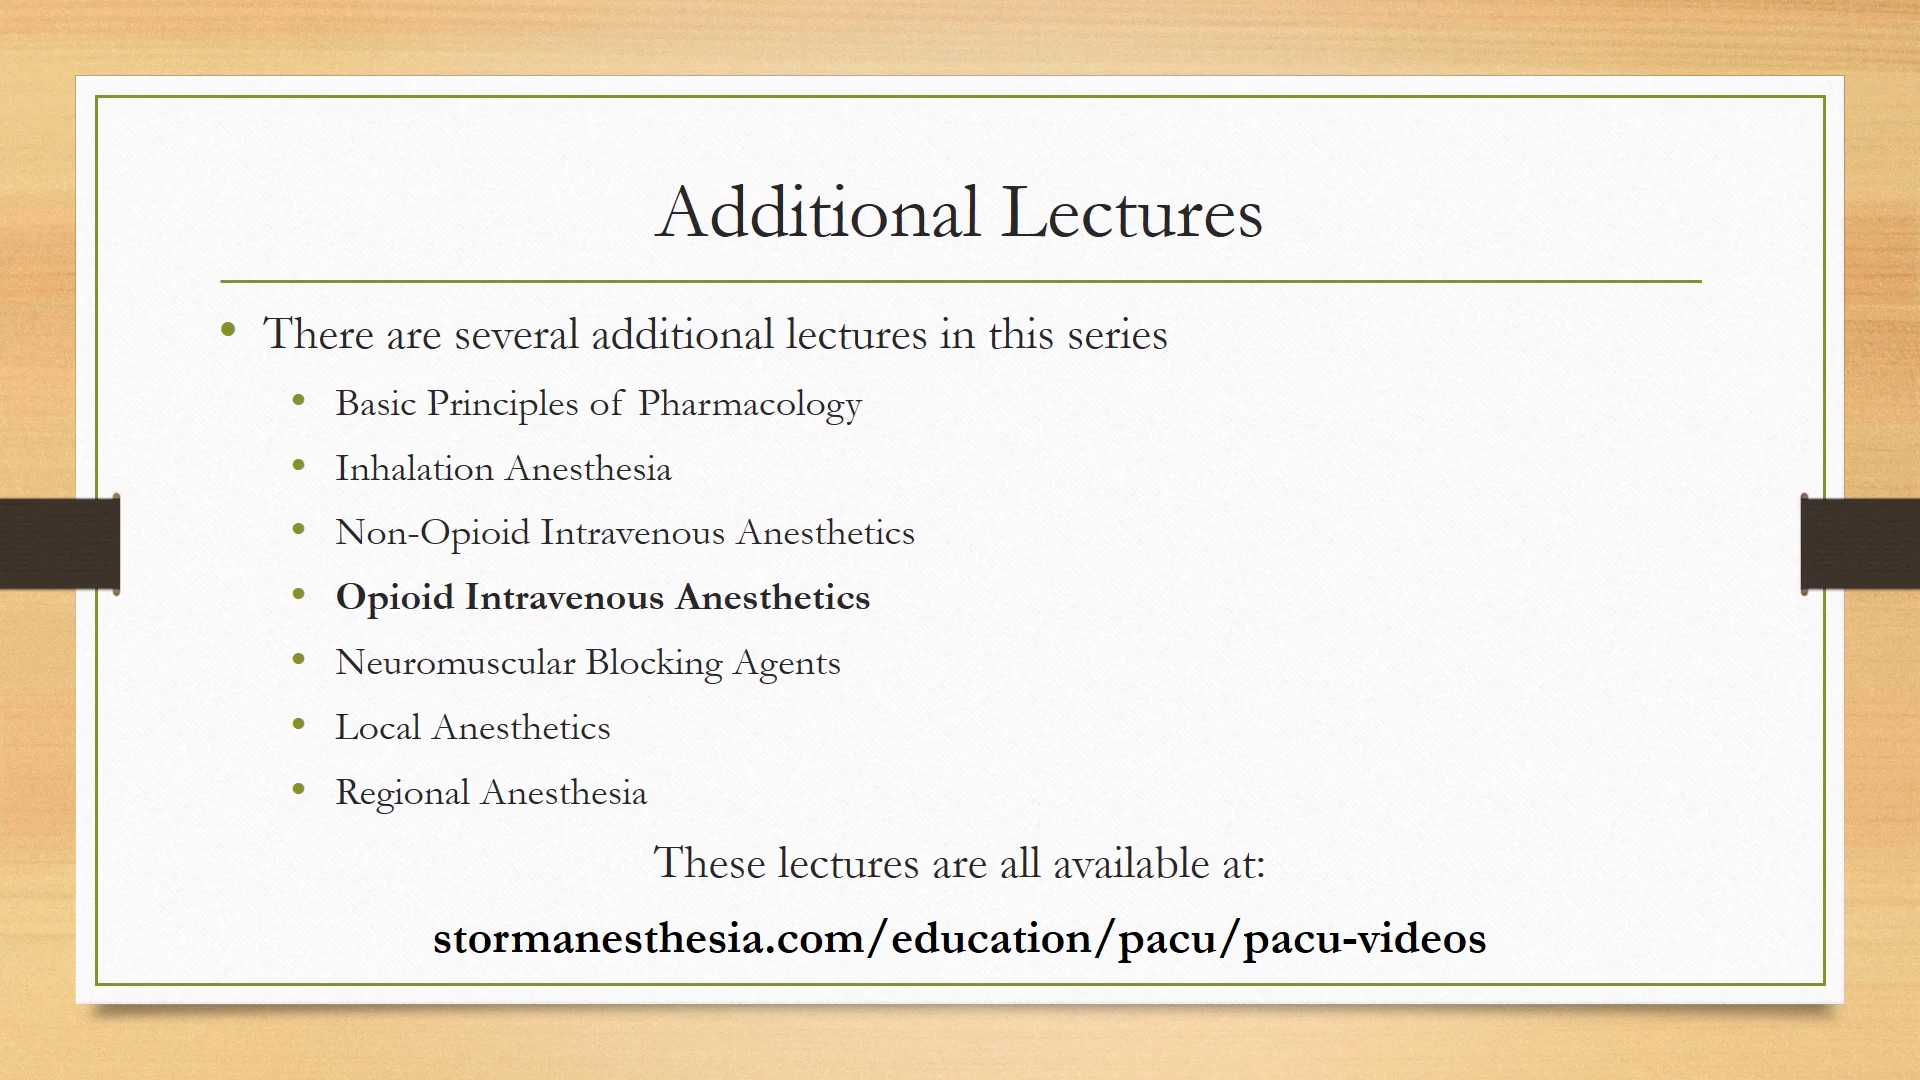 Additional Lectures
There are several additional lectures in this series
Basic Principles of Pharmacology
Inhalation Anesthesia
Non-Opioid Intravenous Anesthetics
Opioid Intravenous Anesthetics
Neuromuscular Blocking Agents
Local Anesthetics
Regional Anesthesia
These lectures are all available at:
stormanesthesia.com/education/pacu/pacu-videos